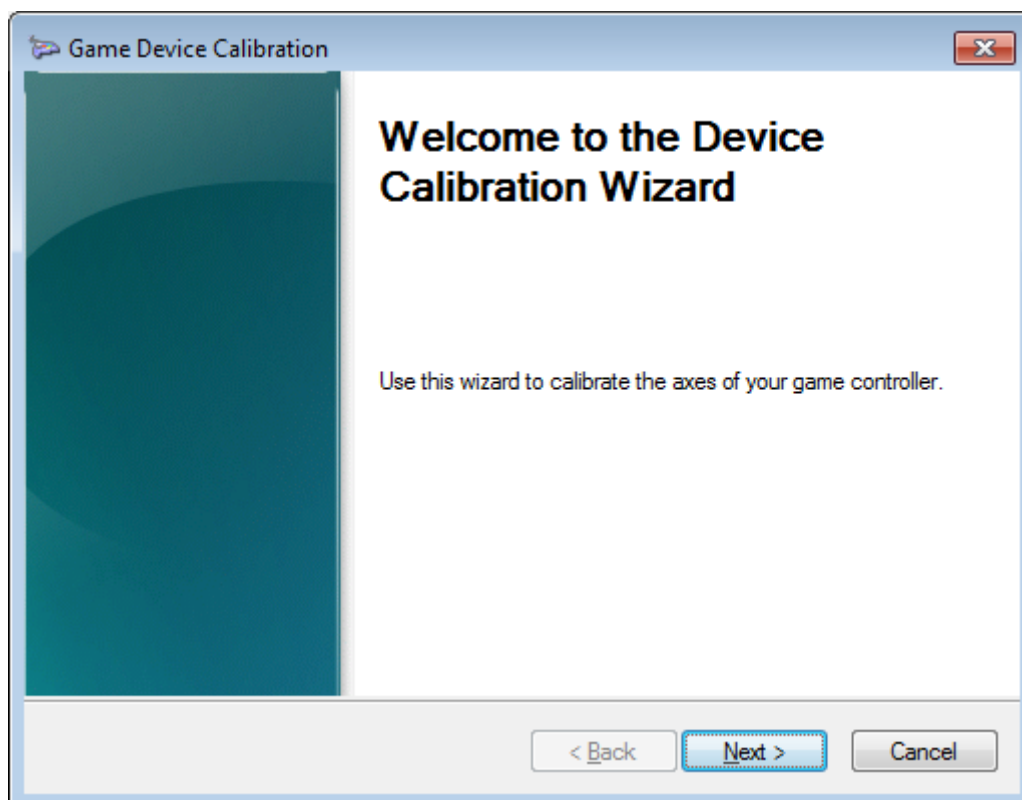 Game Device Calibration
Welcome to the Device
Calibration Wizard
Use this wizard to calibrate the axes of your game controller.
< Back
Next >
Cancel